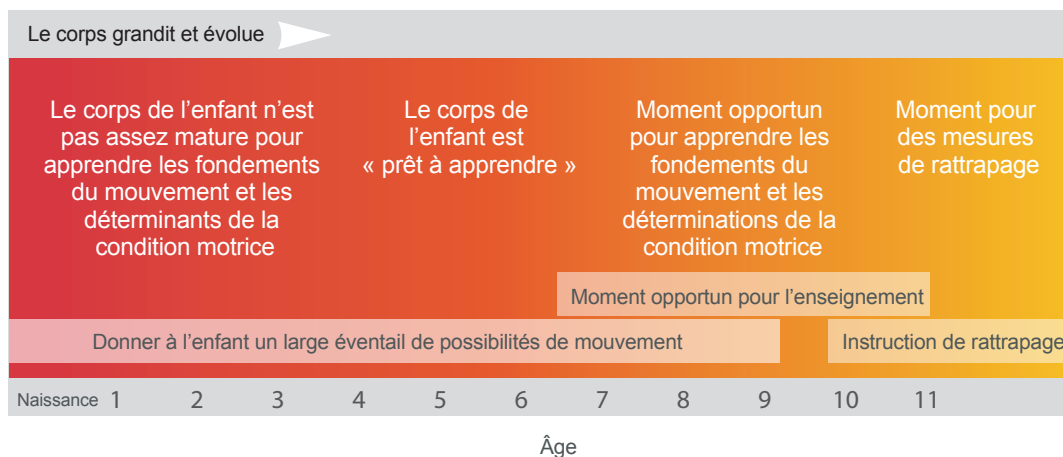 Le corps grandit et évolue
Le corps de l'enfant n'est
pas assez mature pour
apprendre les fondements
du mouvement et les
déterminants de la
condition motrice
Le corps de
l'enfant est
« prêt à apprendre »
Moment opportun
pour apprendre les
fondements du
mouvement et les
déterminations de la
condition motrice
Moment pour
des mesures
de rattrapage
Moment opportun pour l'enseignement
Donner à l'enfant un large éventail de possibilités de mouvement
Instruction de rattrapage
Naissance 1 2 3 4 5 6 7 8 9 10 11
Âge